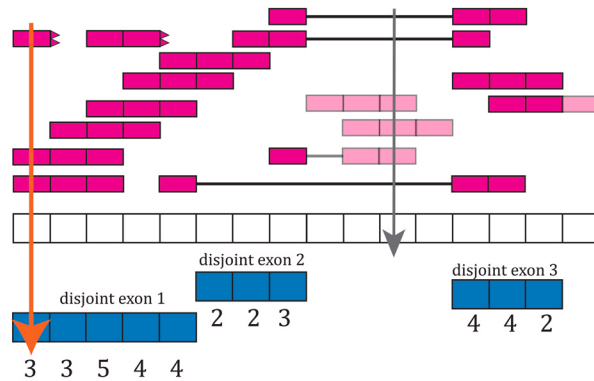 disjoint exon 2
disjoint exon 3
disjoint exon 1
2 2 3
4 4 2
3 3 5 4 4